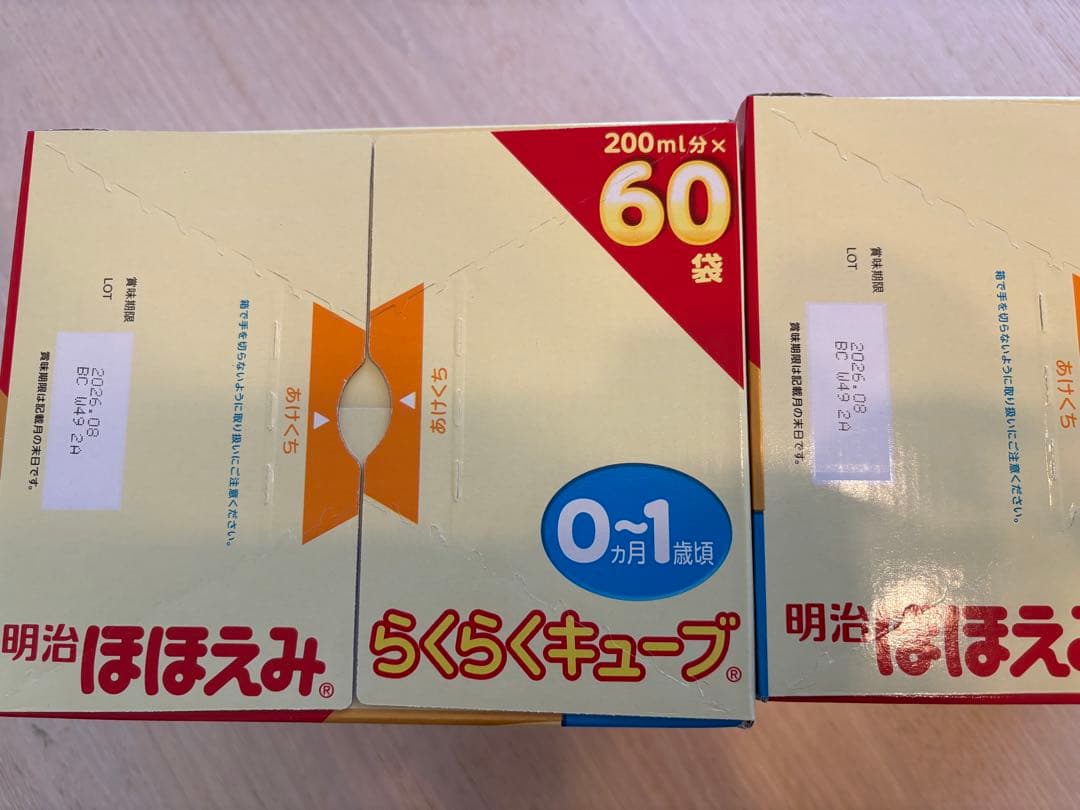 200ml分×
60
袋
賞味期限
LOT
2026.08
BC W49 2A
賞味期限は記載月の末日です。
箱で手を切らないように取り扱いにご注意ください。
あけくち
あけくち
0カ月~1歳頃
明治ほほえみ®
らくらくキューブ®
賞味期限
LOT
2026.08
BC W49 2A
賞味期限は記載月の末日です。
箱で手を切らないように取り扱いにご注意ください。
あけくち
明治ほほえ